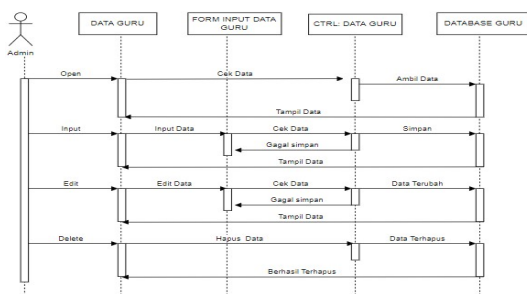 DATA GURU
FORM INPUT DATA
GURU
CTRL: DATA GURU
DATABASE GURU
Admin
Open
Cek Data
Ambil Data
Tampil Data
Input
Input Data
Cek Data
Simpan
Gagal simpan
Tampil Data
Edit
Edit Data
Cek Data
Data Terubah
Gagal simpan
Tampil Data
Delete
Hapus Data
Data Terhapus
Berhasil Terhapus